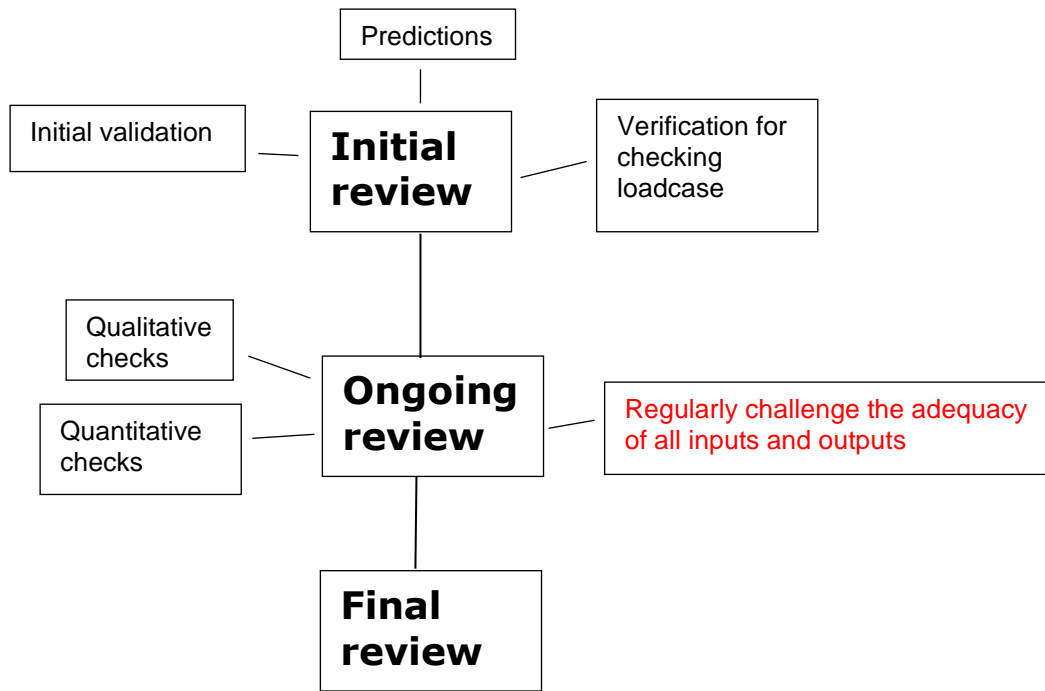 Predictions
Initial validation
Initial
review
Verification for
checking
loadcase
Qualitative
checks
Quantitative
checks
Ongoing
review
Regularly challenge the adequacy
of all inputs and outputs
Final
review